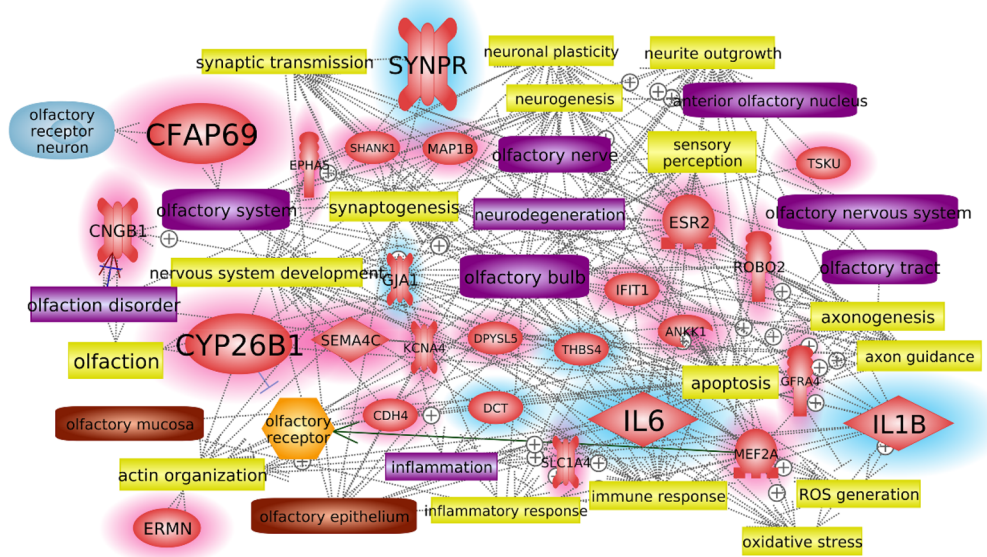 SYNPR
neuronal plasticity
neurite outgrowth
synaptic transmission
neurogenesis
anterior olfactory nucleus
olfactory
receptor
neuron
CFAP69
EPHA5
SHANK1
MAP1B
olfactory nerve
sensory
perception
TSKU
olfactory system
synaptogenesis
neurodegeneration
ESR2
olfactory nervous system
CNGB1
nervous system development
GJA1
olfactory bulb
ROBO2
olfactory tract
IFIT1
olfaction disorder
axonogenesis
CYP26B1
SEMA4C
KCNA4
DPYSL5
THBS4
ANKK1
axon guidance
olfaction
apoptosis
GFRA4
olfactory mucosa
olfactory
receptor
CDH4
DCT
IL6
IL1B
actin organization
inflammation
SLC1A4
MEF2A
immune response
ROS generation
ERMN
olfactory epithelium
inflammatory response
oxidative stress